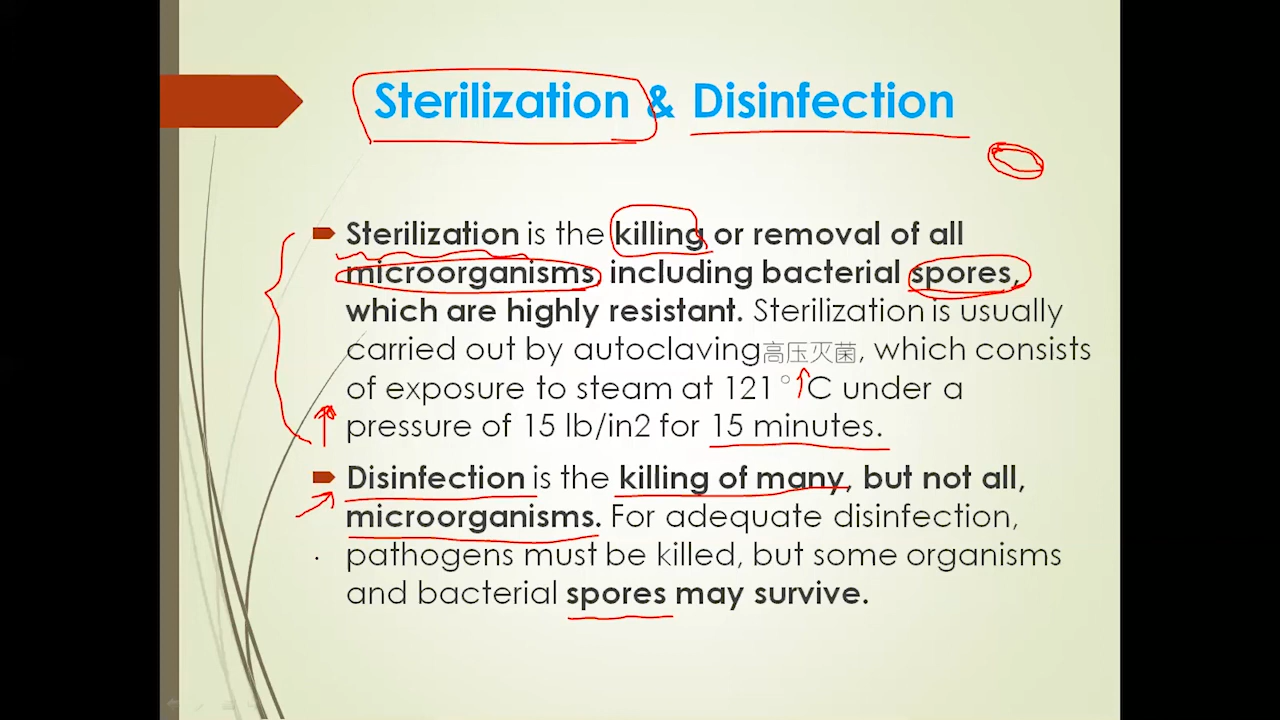 Sterilization & Disinfection
Sterilization is the killing or removal of all
microorganisms, including bacterial spores,
which are highly resistant. Sterilization is usually
carried out by autoclaving高压灭菌, which consists
of exposure to steam at 121°C under a
pressure of 15 lb/in2 for 15 minutes.
Disinfection is the killing of many, but not all,
microorganisms. For adequate disinfection,
pathogens must be killed, but some organisms
and bacterial spores may survive.